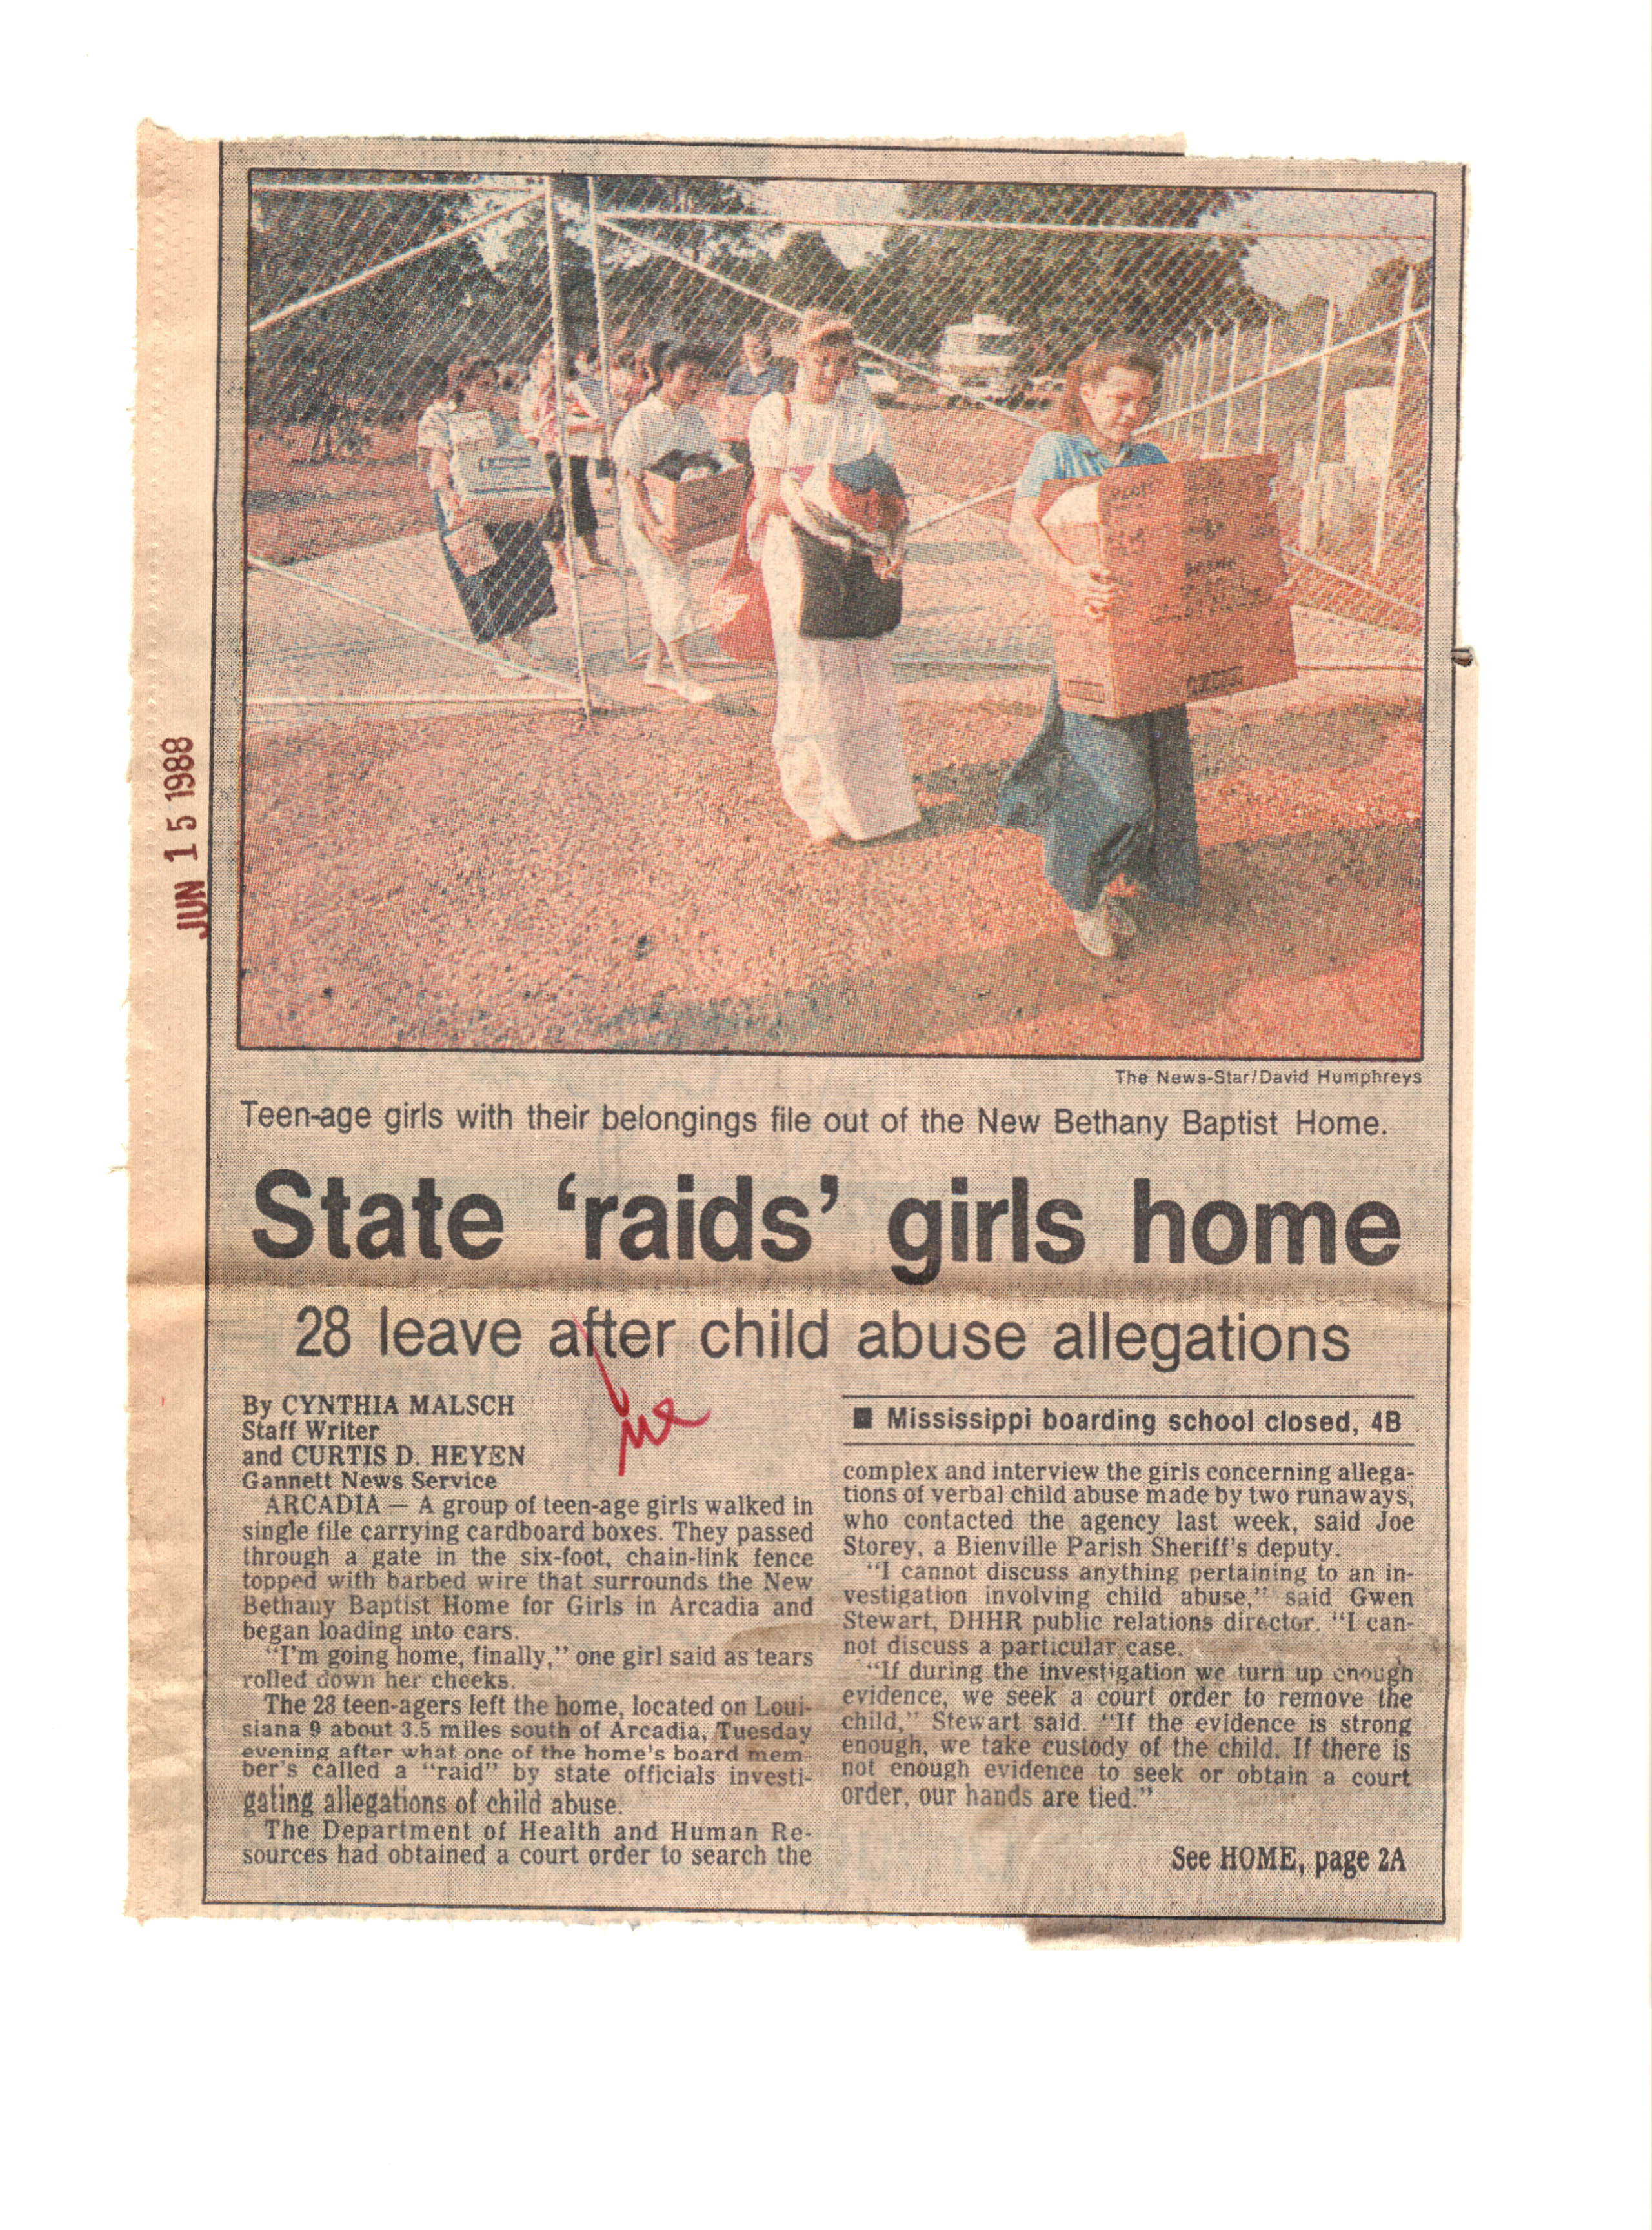 JUN 15 1988
The News-Star/David Humphreys
Teen-age girls with their belongings file out of the New Bethany Baptist Home.
State ‘raids’ girls home
28 leave after child abuse allegations
By CYNTHIA MALSCH
Staff Writer
and CURTIS D. HEYEN
Gannett News Service
ARCADIA — A group of teen-age girls walked in
single file carrying cardboard boxes. They passed
through a gate in the six-foot, chain-link fence
topped with barbed wire that surrounds the New
Bethany Baptist Home for Girls in Arcadia and
began loading into cars.
“I'm going home, finally,” one girl said as tears
rolled down her cheeks.
The 28 teen-agers left the home, located on Loui-
siana 9 about 3.5 miles south of Arcadia, Tuesday
evening after what one of the home's board mem-
ber's called a “raid” by state officials investi-
gating allegations of child abuse.
The Department of Health and Human Re-
sources had obtained a court order to search the
■ Mississippi boarding school closed, 4B
complex and interview the girls concerning allega-
tions of verbal child abuse made by two runaways,
who contacted the agency last week, said Joe
Storey, a Bienville Parish Sheriff's deputy.
“I cannot discuss anything pertaining to an in-
vestigation involving child abuse,” said Gwen
Stewart, DHHR public relations director. “I can-
not discuss a particular case.
“If during the investigation we turn up enough
evidence, we seek a court order to remove the
child,” Stewart said. “If the evidence is strong
enough, we take custody of the child. If there is
not enough evidence to seek or obtain a court
order, our hands are tied.”
See HOME, page 2A